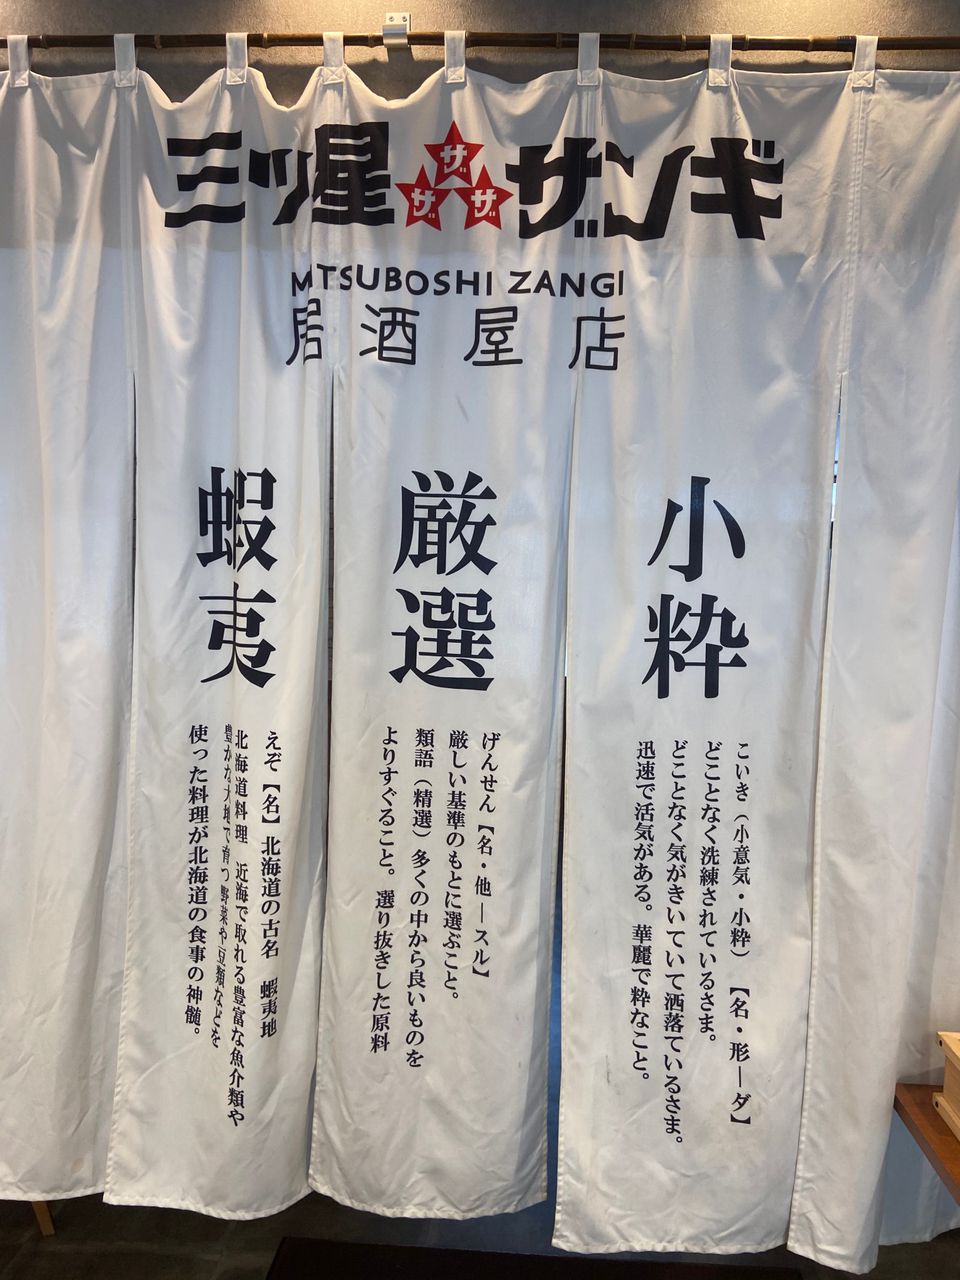 三ツ星
ザ
ザ
ザ
ザンギ
MITSUBOSHI ZANGI
居酒屋店
小粋
こいき（小意気・小粋）【名・形―ダ】
どことなく洗練されているさま。
どことなく気がきいていて洒落ているさま。
迅速で活気がある。華麗で粋なこと。
厳選
げんせん【名・他―スル】
厳しい基準のもとに選ぶこと。
類語（精選）多くの中から良いものを
よりすぐること。選り抜きした原料
蝦夷
えぞ【名】北海道の古名 蝦夷地
北海道料理 近海で取れる豊富な魚介類や
豊かな大地で育つ野菜や豆類などを
使った料理が北海道の食事の神髄。